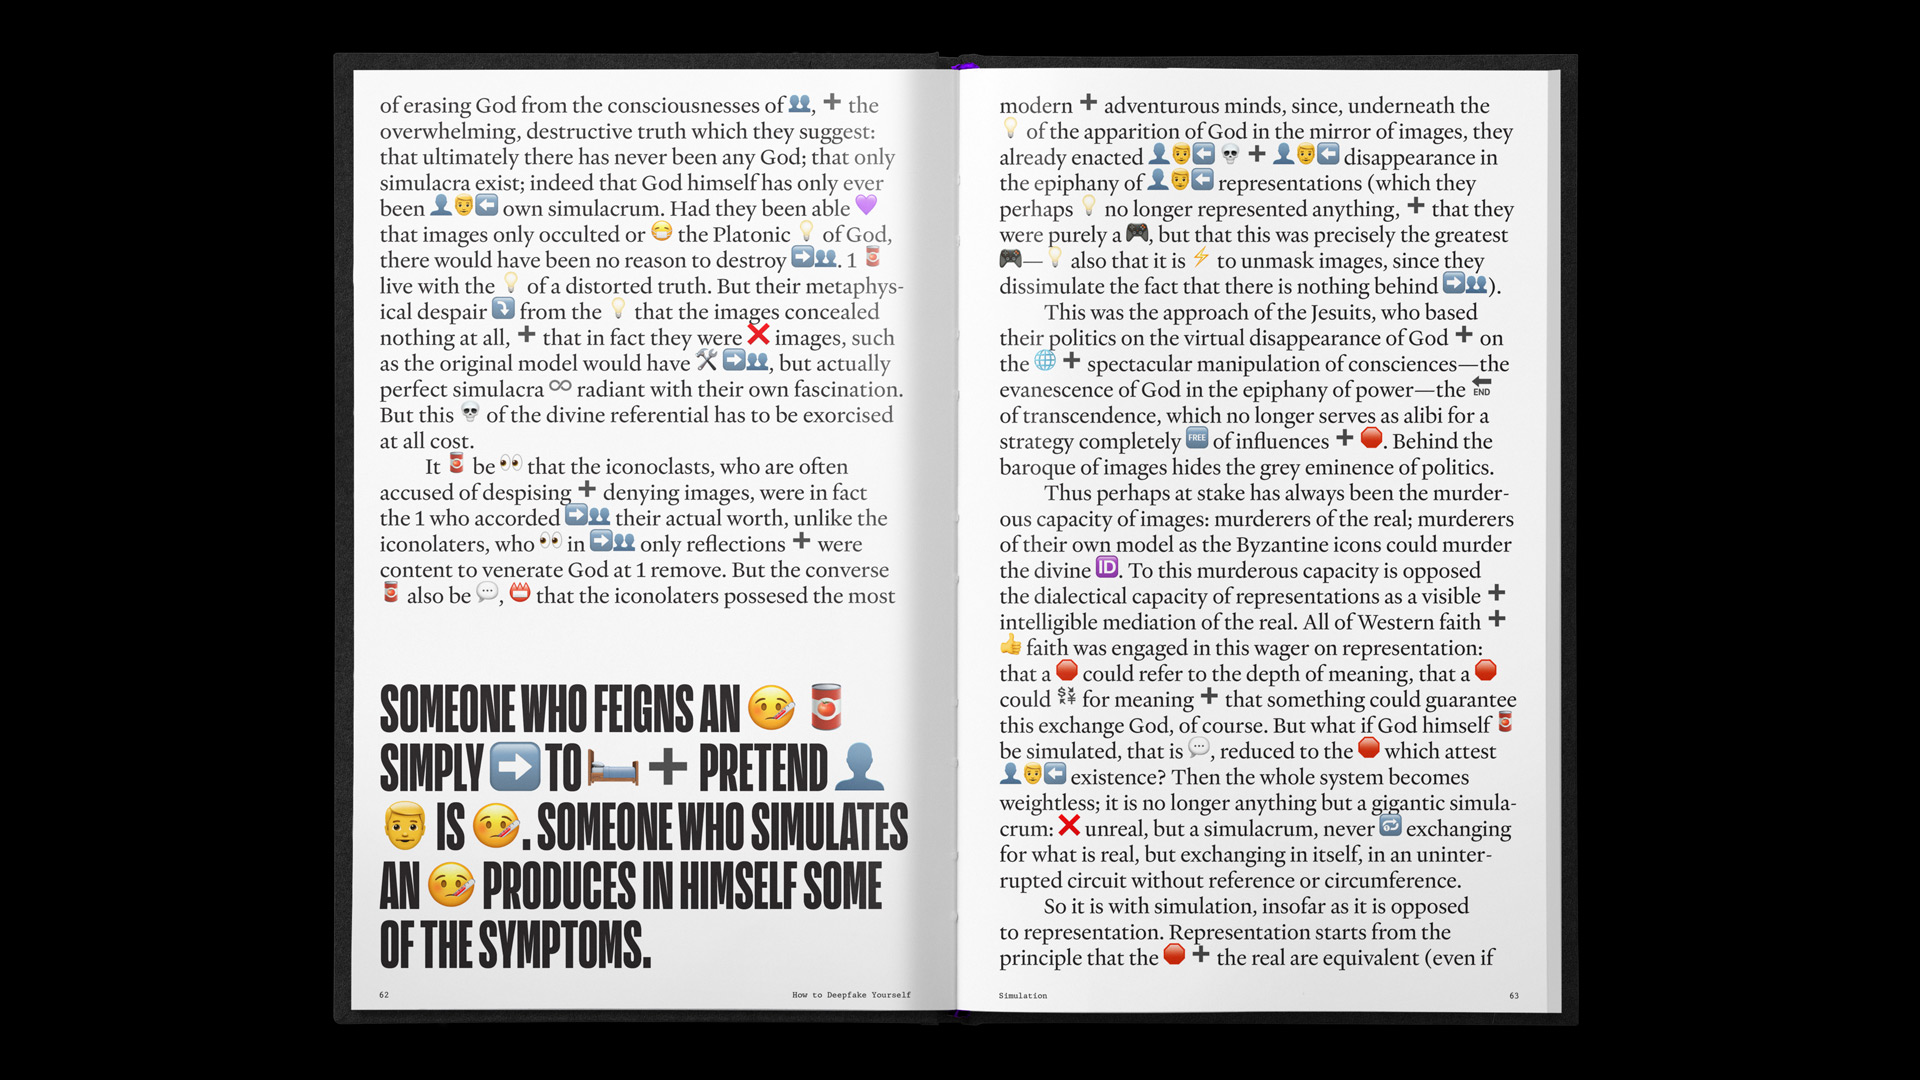 of erasing God from the consciousnesses of 👥, ➕ the
overwhelming, destructive truth which they suggest:
that ultimately there has never been any God; that only
simulacra exist; indeed that God himself has only ever
been 👤👨⬅️ own simulacrum. Had they been able 💜
that images only occulted or 😷 the Platonic 💡 of God,
there would have been no reason to destroy ➡️👥. 1 🥫
live with the 💡 of a distorted truth. But their metaphys-
ical despair ⤵️ from the 💡 that the images concealed
nothing at all, ➕ that in fact they were ❌ images, such
as the original model would have 🛠 ➡️👥, but actually
perfect simulacra ♾ radiant with their own fascination.
But this 💀 of the divine referential has to be exorcised
at all cost.
It 🥫 be 👀 that the iconoclasts, who are often
accused of despising ➕ denying images, were in fact
the 1 who accorded ➡️👥 their actual worth, unlike the
iconolaters, who 👀 in ➡️👥 only reflections ➕ were
content to venerate God at 1 remove. But the converse
🥫 also be 💬, 📛 that the iconolaters possesed the most
SOMEONE WHO FEIGNS AN 🤒 🥫
SIMPLY ➡️ TO 🛏 ➕ PRETEND 👤
👨 IS 🤒. SOMEONE WHO SIMULATES
AN 🤒 PRODUCES IN HIMSELF SOME
OF THE SYMPTOMS.
62 How to Deepfake Yourself
modern ➕ adventurous minds, since, underneath the
💡 of the apparition of God in the mirror of images, they
already enacted 👤👨⬅️ 💀 ➕ 👤👨⬅️ disappearance in
the epiphany of 👤👨⬅️ representations (which they
perhaps 💡 no longer represented anything, ➕ that they
were purely a 🎮, but that this was precisely the greatest
🎮— 💡 also that it is ⚡ to unmask images, since they
dissimulate the fact that there is nothing behind ➡️👥).
This was the approach of the Jesuits, who based
their politics on the virtual disappearance of God ➕ on
the 🌐 ➕ spectacular manipulation of consciences—the
evanescence of God in the epiphany of power—the 🔚
of transcendence, which no longer serves as alibi for a
strategy completely 🆓 of influences ➕ 🛑. Behind the
baroque of images hides the grey eminence of politics.
Thus perhaps at stake has always been the murder-
ous capacity of images: murderers of the real; murderers
of their own model as the Byzantine icons could murder
the divine 🆔. To this murderous capacity is opposed
the dialectical capacity of representations as a visible ➕
intelligible mediation of the real. All of Western faith ➕
👍 faith was engaged in this wager on representation:
that a 🛑 could refer to the depth of meaning, that a 🛑
could 💱 for meaning ➕ that something could guarantee
this exchange God, of course. But what if God himself 🥫
be simulated, that is 💬, reduced to the 🛑 which attest
👤👨⬅️ existence? Then the whole system becomes
weightless; it is no longer anything but a gigantic simula-
crum: ❌ unreal, but a simulacrum, never 🔂 exchanging
for what is real, but exchanging in itself, in an uninter-
rupted circuit without reference or circumference.
So it is with simulation, insofar as it is opposed
to representation. Representation starts from the
principle that the 🛑 ➕ the real are equivalent (even if
Simulation 63